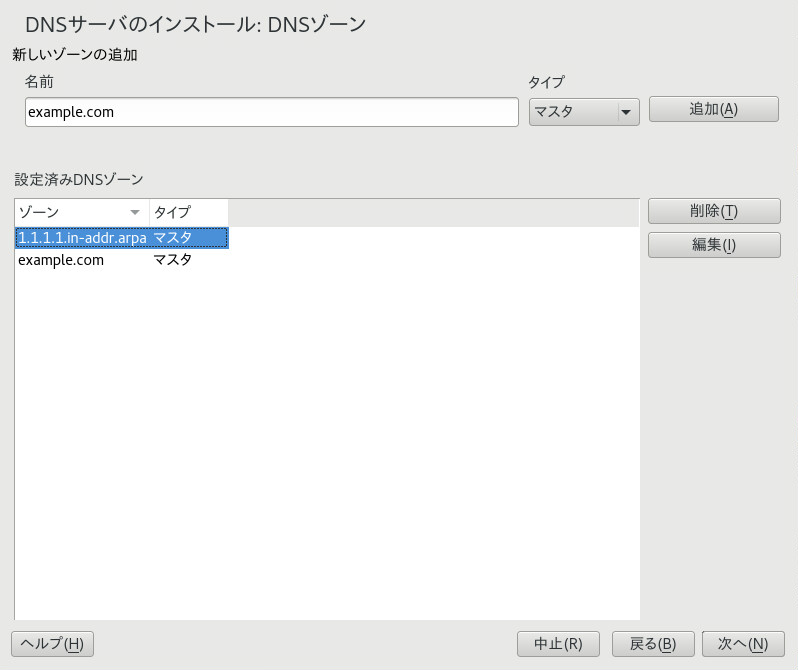 DNSサーバのインストール: DNSゾーン
新しいゾーンの追加
名前 タイプ
example.com マスタ 追加(A)
設定済みDNSゾーン
ゾーン タイプ 削除(T)
1.1.1.1.in-addr.arpa マスタ 編集(I)
example.com マスタ
ヘルプ(H) 中止(R) 戻る(B) 次へ(N)